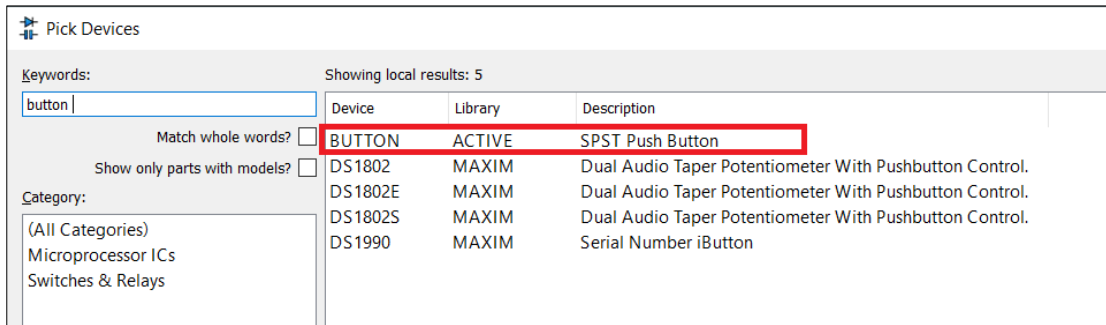 Pick Devices
Keywords:
button
Match whole words?
Show only parts with models?
Category:
(All Categories)
Microprocessor ICs
Switches & Relays
Showing local results: 5
Device Library Description
BUTTON ACTIVE SPST Push Button
DS1802 MAXIM Dual Audio Taper Potentiometer With Pushbutton Control.
DS1802E MAXIM Dual Audio Taper Potentiometer With Pushbutton Control.
DS1802S MAXIM Dual Audio Taper Potentiometer With Pushbutton Control.
DS1990 MAXIM Serial Number iButton